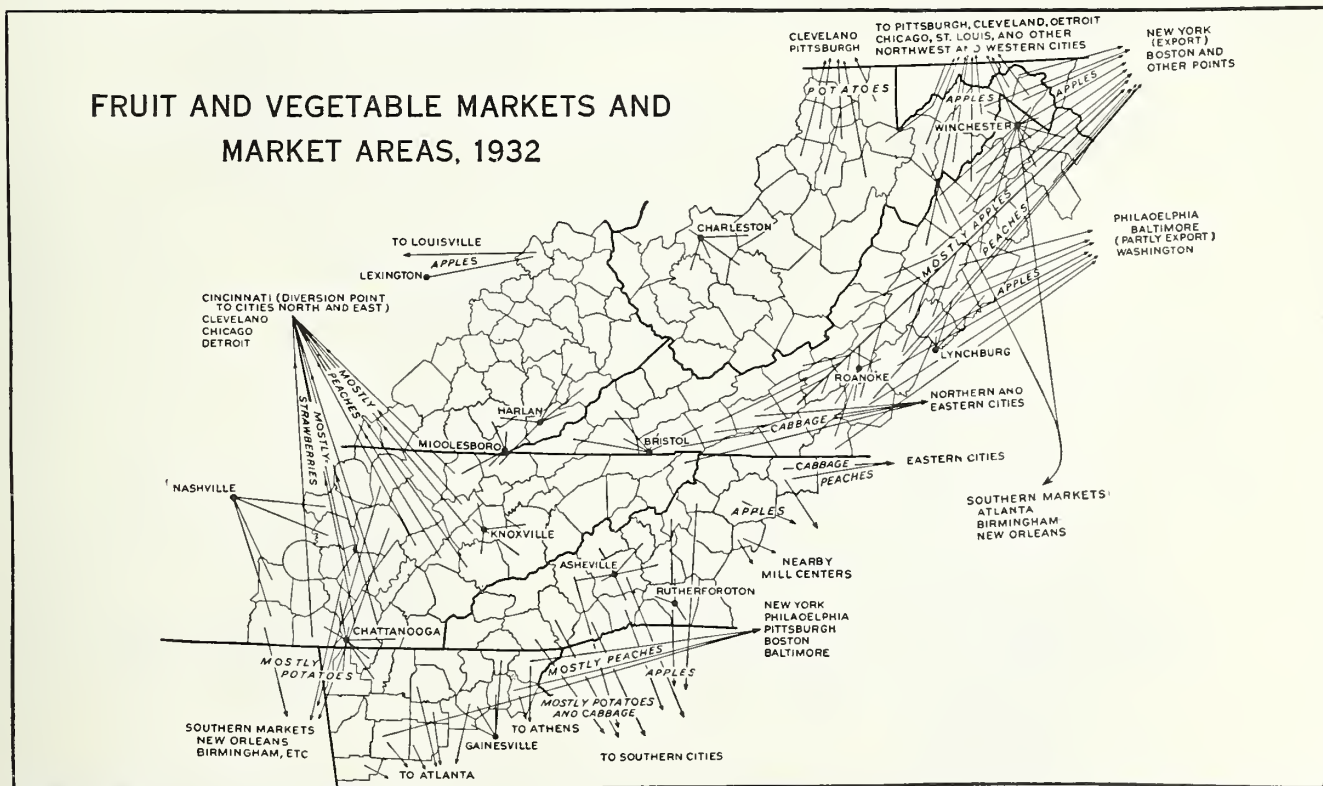 FRUIT AND VEGETABLE MARKETS AND
MARKET AREAS, 1932
CLEVELAND
PITTSBURGH
TO PITTSBURGH, CLEVELAND, DETROIT
CHICAGO, ST. LOUIS, AND OTHER
NORTHWEST AND WESTERN CITIES
NEW YORK
(EXPORT)
BOSTON AND
OTHER POINTS
POTATOES
APPLES
APPLES
WINCHESTER
CHARLESTON
MOSTLY APPLES
PEACHES
PHILADELPHIA
BALTIMORE
(PARTLY EXPORT)
WASHINGTON
APPLES
TO LOUISVILLE
APPLES
LEXINGTON
CINCINNATI (DIVERSION POINT
TO CITIES NORTH AND EAST)
CLEVELAND
CHICAGO
DETROIT
MOSTLY
PEACHES
MOSTLY
STRAWBERRIES
LYNCHBURG
ROANOKE
NORTHERN AND
EASTERN CITIES
HARLAN
CABBAGE
MIDDLESBORO
BRISTOL
CABBAGE
PEACHES
EASTERN CITIES
NASHVILLE
SOUTHERN MARKETS
ATLANTA
BIRMINGHAM
NEW ORLEANS
APPLES
KNOXVILLE
NEARBY
MILL CENTERS
ASHEVILLE
RUTHERFORDTON
NEW YORK
PHILADELPHIA
PITTSBURGH
BOSTON
BALTIMORE
CHATTANOOGA
MOSTLY
POTATOES
MOSTLY PEACHES
APPLES
MOSTLY POTATOES
AND CABBAGE
SOUTHERN MARKETS
NEW ORLEANS
BIRMINGHAM, ETC
TO ATHENS
GAINESVILLE
TO SOUTHERN CITIES
TO ATLANTA